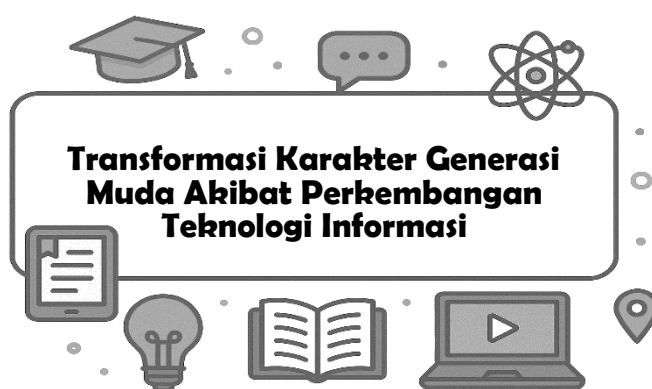 Transformasi Karakter Generasi
Muda Akibat Perkembangan
Teknologi Informasi